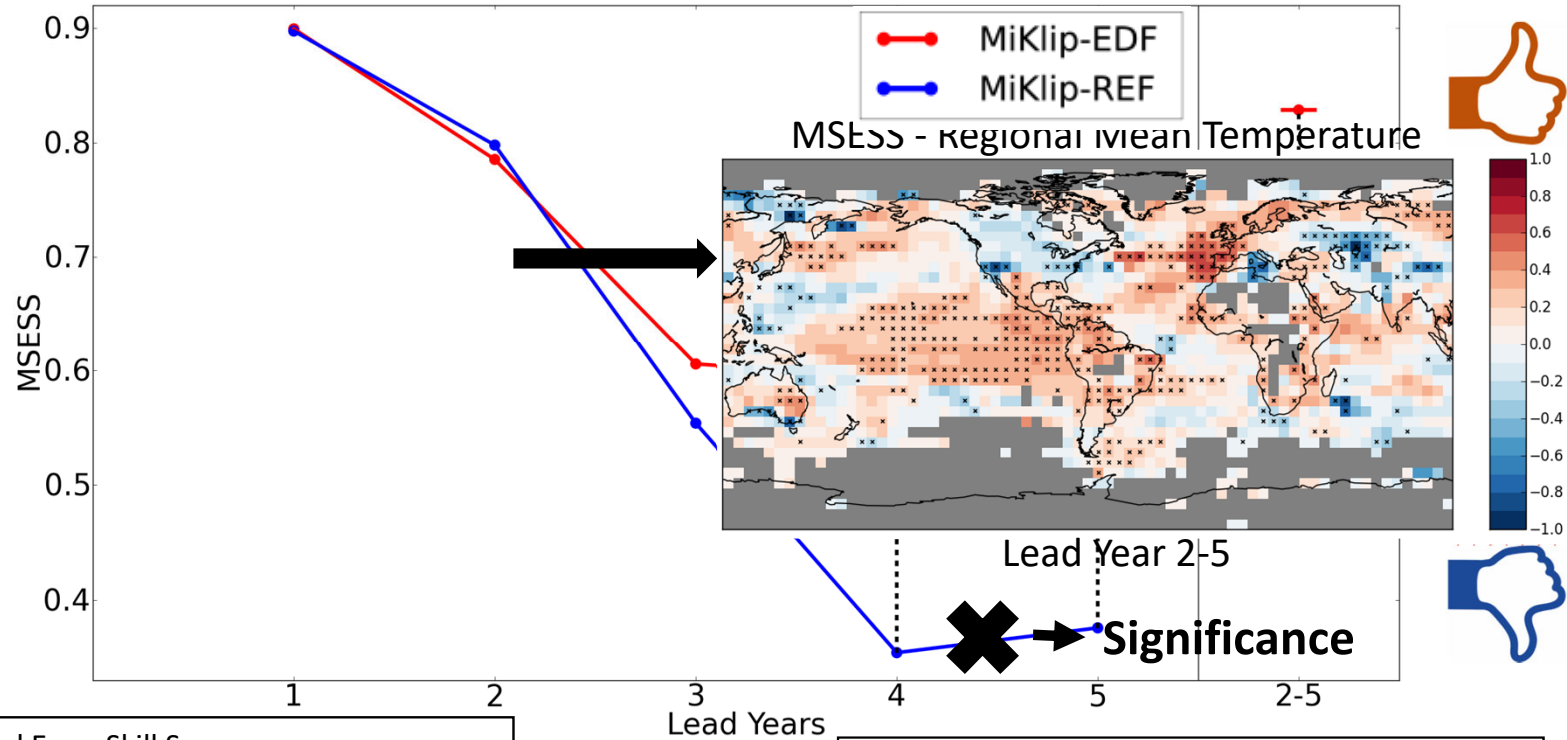 0.9
0.8
0.7
0.6
0.5
0.4
MSESS
MiKlip-EDF
MiKlip-REF
MSESS - Regional Mean Temperature
1.0
0.8
0.6
0.4
0.2
0.0
−0.2
−0.4
−0.6
−0.8
−1.0
Lead Year 2-5
Significance
1 2 3 4 5 2-5
Lead Years